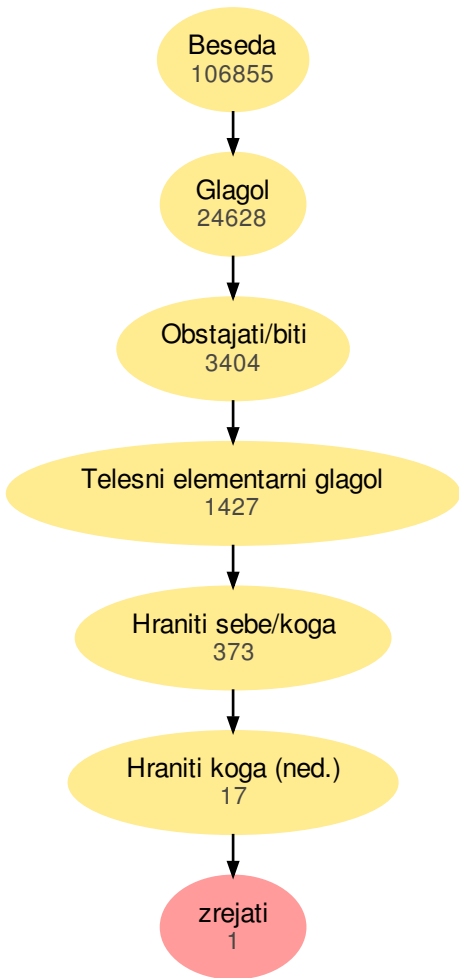 Beseda
106855
Glagol
24628
Obstajati/biti
3404
Telesni elementarni glagol
1427
Hraniti sebe/koga
373
Hraniti koga (ned.)
17
zrejati
1